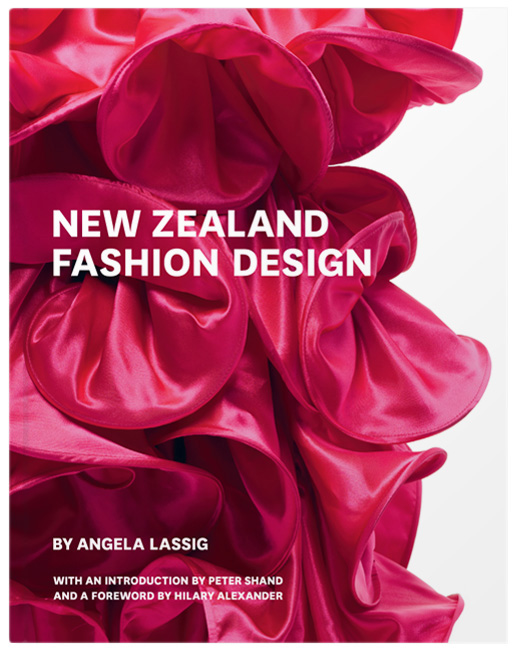 NEW ZEALAND
FASHION DESIGN
BY ANGELA LASSIG
WITH AN INTRODUCTION BY PETER SHAND
AND A FOREWORD BY HILARY ALEXANDER